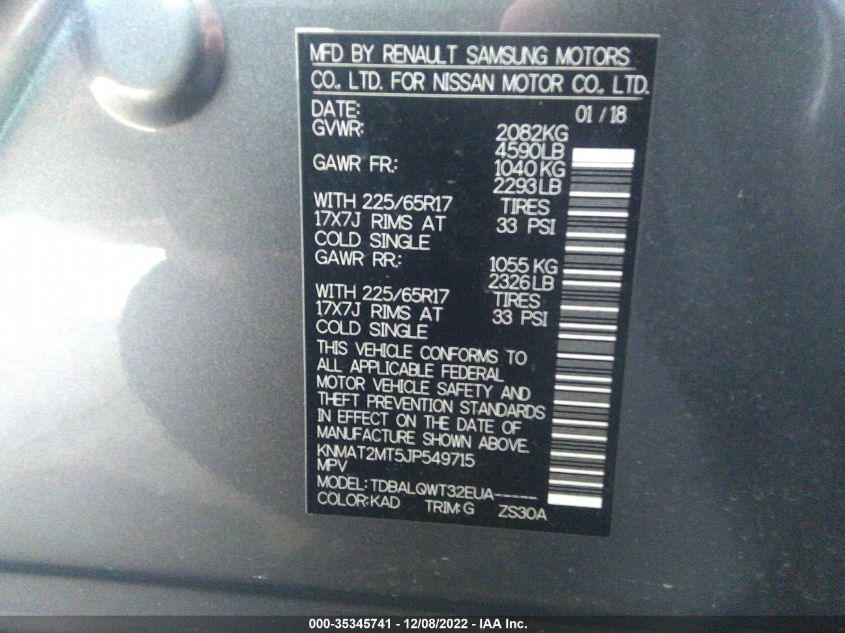 MFD BY RENAULT SAMSUNG MOTORS
CO., LTD. FOR NISSAN MOTOR CO., LTD.
DATE: 01 / 18
GVWR: 2082KG
4590LB
GAWR FR.: 1040KG
2293LB
WITH 225/65R17 TIRES
17X7J RIMS AT 33 PSI
COLD SINGLE
GAWR RR.: 1055KG
2326LB
WITH 225/65R17 TIRES
17X7J RIMS AT 33 PSI
COLD SINGLE
THIS VEHICLE CONFORMS TO
ALL APPLICABLE FEDERAL
MOTOR VEHICLE SAFETY AND
THEFT PREVENTION STANDARDS
IN EFFECT ON THE DATE OF
MANUFACTURE SHOWN ABOVE.
KNMAT2MT5JP549715
MPV
MODEL: TDBALQWT32EUA-----
COLOR: KAD TRIM: G ZS30A
000-35345741 - 12/08/2022 - IAA Inc.